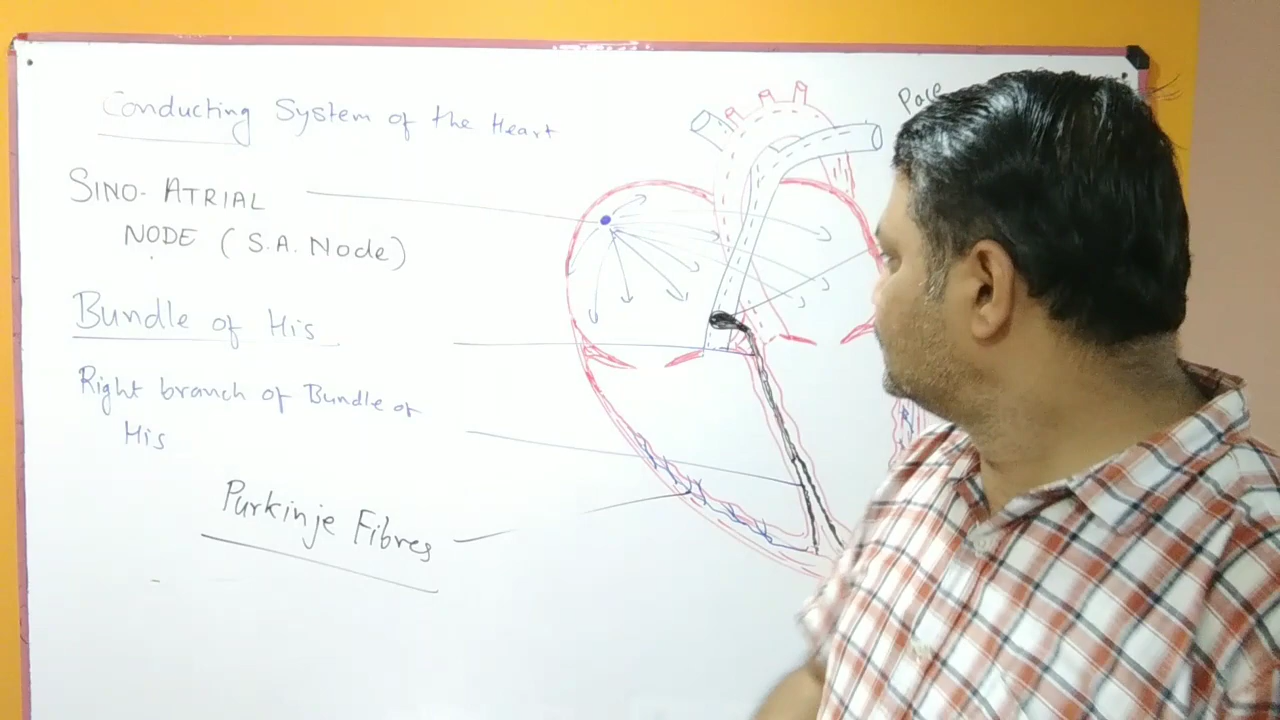 Conducting System of the Heart
Pace
SINO-ATRIAL
NODE (S.A. Node)
Bundle of His
Right branch of Bundle of
His
Purkinje Fibres